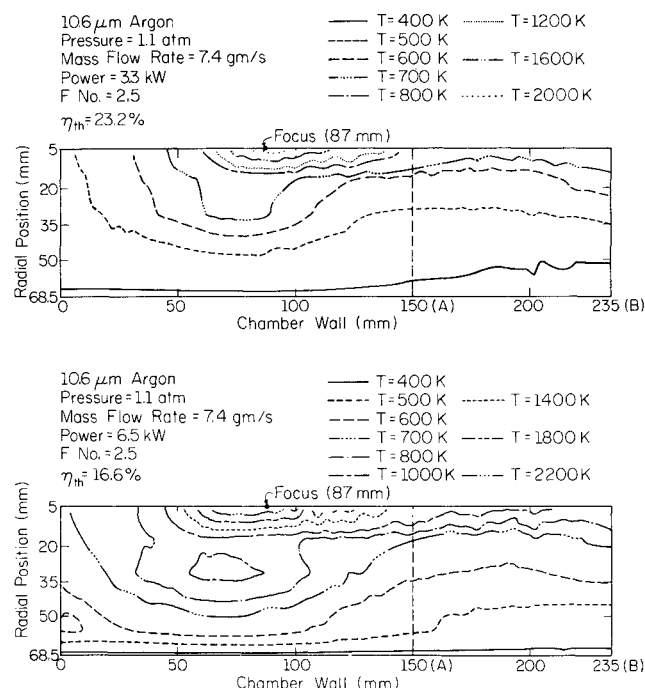 10.6 μm Argon
Pressure = 1.1 atm
Mass Flow Rate = 7.4 gm/s
Power = 3.3 kW
F No. = 2.5
ηth = 23.2%
T = 400 K
T = 500 K
T = 600 K
T = 700 K
T = 800 K
T = 1200 K
T = 1600 K
T = 2000 K
Focus (87 mm)
Radial Position (mm)
5
20
35
50
68.5
0 50 100 150 (A) 200 235 (B)
Chamber Wall (mm)
10.6 μm Argon
Pressure = 1.1 atm
Mass Flow Rate = 7.4 gm/s
Power = 6.5 kW
F No. = 2.5
ηth = 16.6%
T = 400 K
T = 500 K
T = 600 K
T = 700 K
T = 800 K
T = 1000 K
T = 1400 K
T = 1800 K
T = 2200 K
Focus (87 mm)
Radial Position (mm)
5
20
35
50
68.5
0 50 100 150 (A) 200 235 (B)
Chamber Wall (mm)